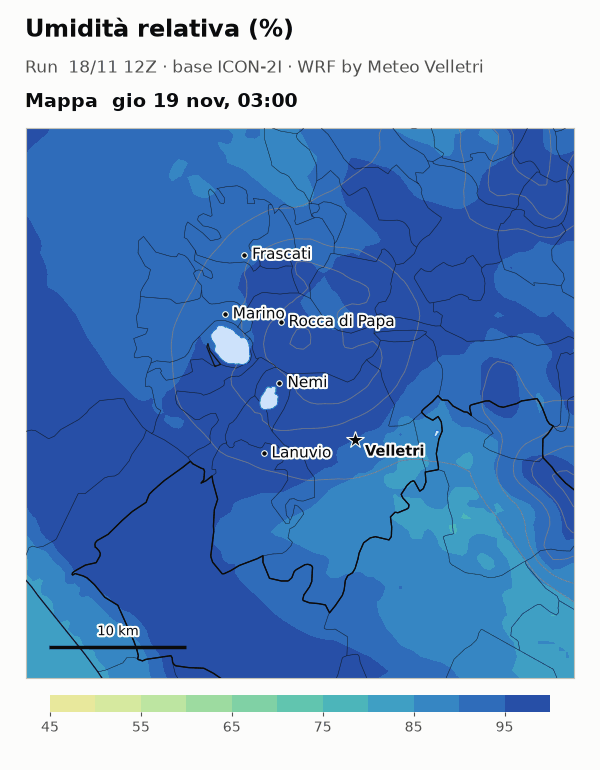 Umidità relativa (%)
Run  18/11 12Z · base ICON-2I · WRF by Meteo Velletri
Mappa  gio 19 nov, 03:00
Frascati
Marino
Rocca di Papa
Nemi
Velletri
Lanuvio
10 km
45 55 65 75 85 95